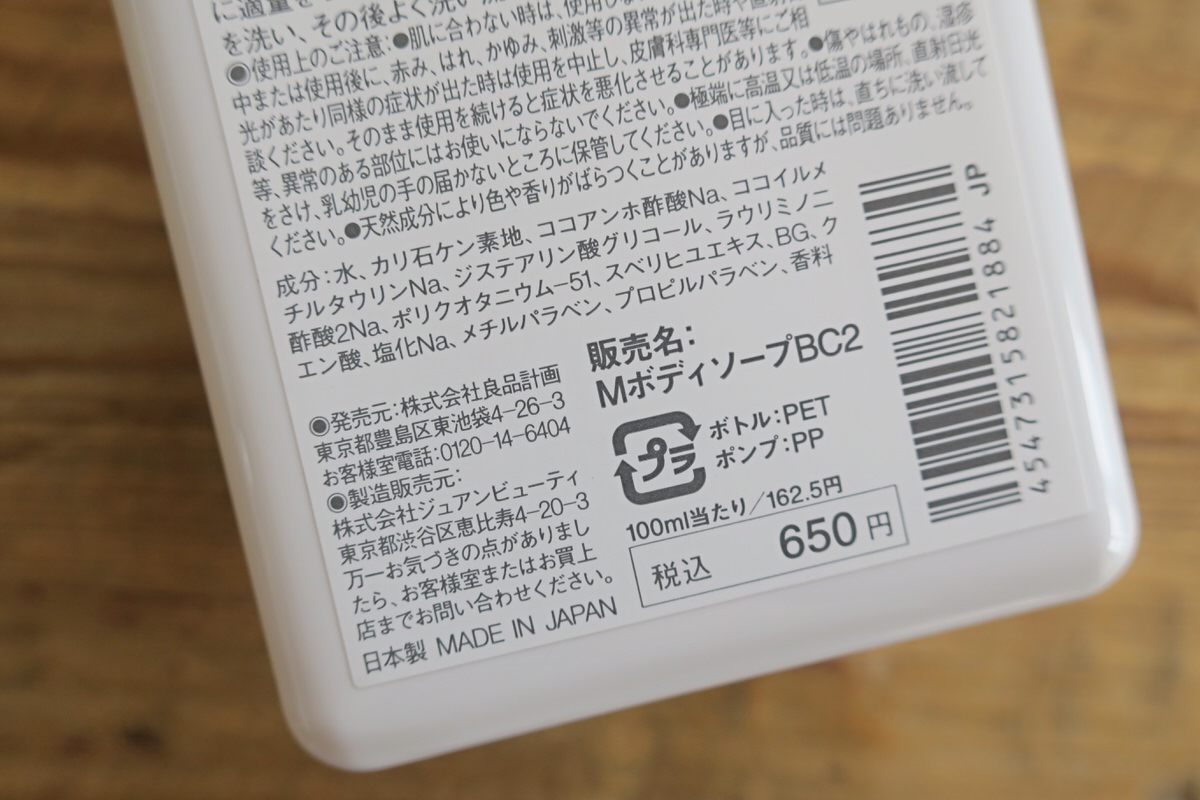 に適量を
を洗い、その後よく洗い
◉使用上のご注意:●肌に合わない時は、使用し
中または使用後に、赤み、はれ、かゆみ、刺激等の異常が出た時や直射日
光があたり同様の症状が出た時は使用を中止し、皮膚科専門医等にご相
談ください。そのまま使用を続けると症状を悪化させることがあります。●傷やはれもの、湿疹
等、異常のある部位にはお使いにならないでください。●極端に高温又は低温の場所、直射日光
をさけ、乳幼児の手の届かないところに保管してください。●目に入った時は、直ちに洗い流して
ください。●天然成分により色や香りがばらつくことがありますが、品質には問題ありません。
成分:水、カリ石ケン素地、ココアンホ酢酸Na、ココイルメ
チルタウリンNa、ジステアリン酸グリコール、ラウリミノニ
酢酸2Na、ポリクオタニウム-51、スベリヒユエキス、BG、ク
エン酸、塩化Na、メチルパラベン、プロピルパラベン、香料
◉発売元:株式会社良品計画
東京都豊島区東池袋4-26-3
お客様室電話:0120-14-6404
◉製造販売元:
株式会社ジュアンビューティ
東京都渋谷区恵比寿4-20-3
万一お気づきの点がありまし
たら、お客様室またはお買上
店までお問い合わせください。
日本製 MADE IN JAPAN
販売名:
MボディソープBC2
プラ
ボトル:PET
ポンプ:PP
100ml当たり/162.5円
税込 650円
4547315821884 JP